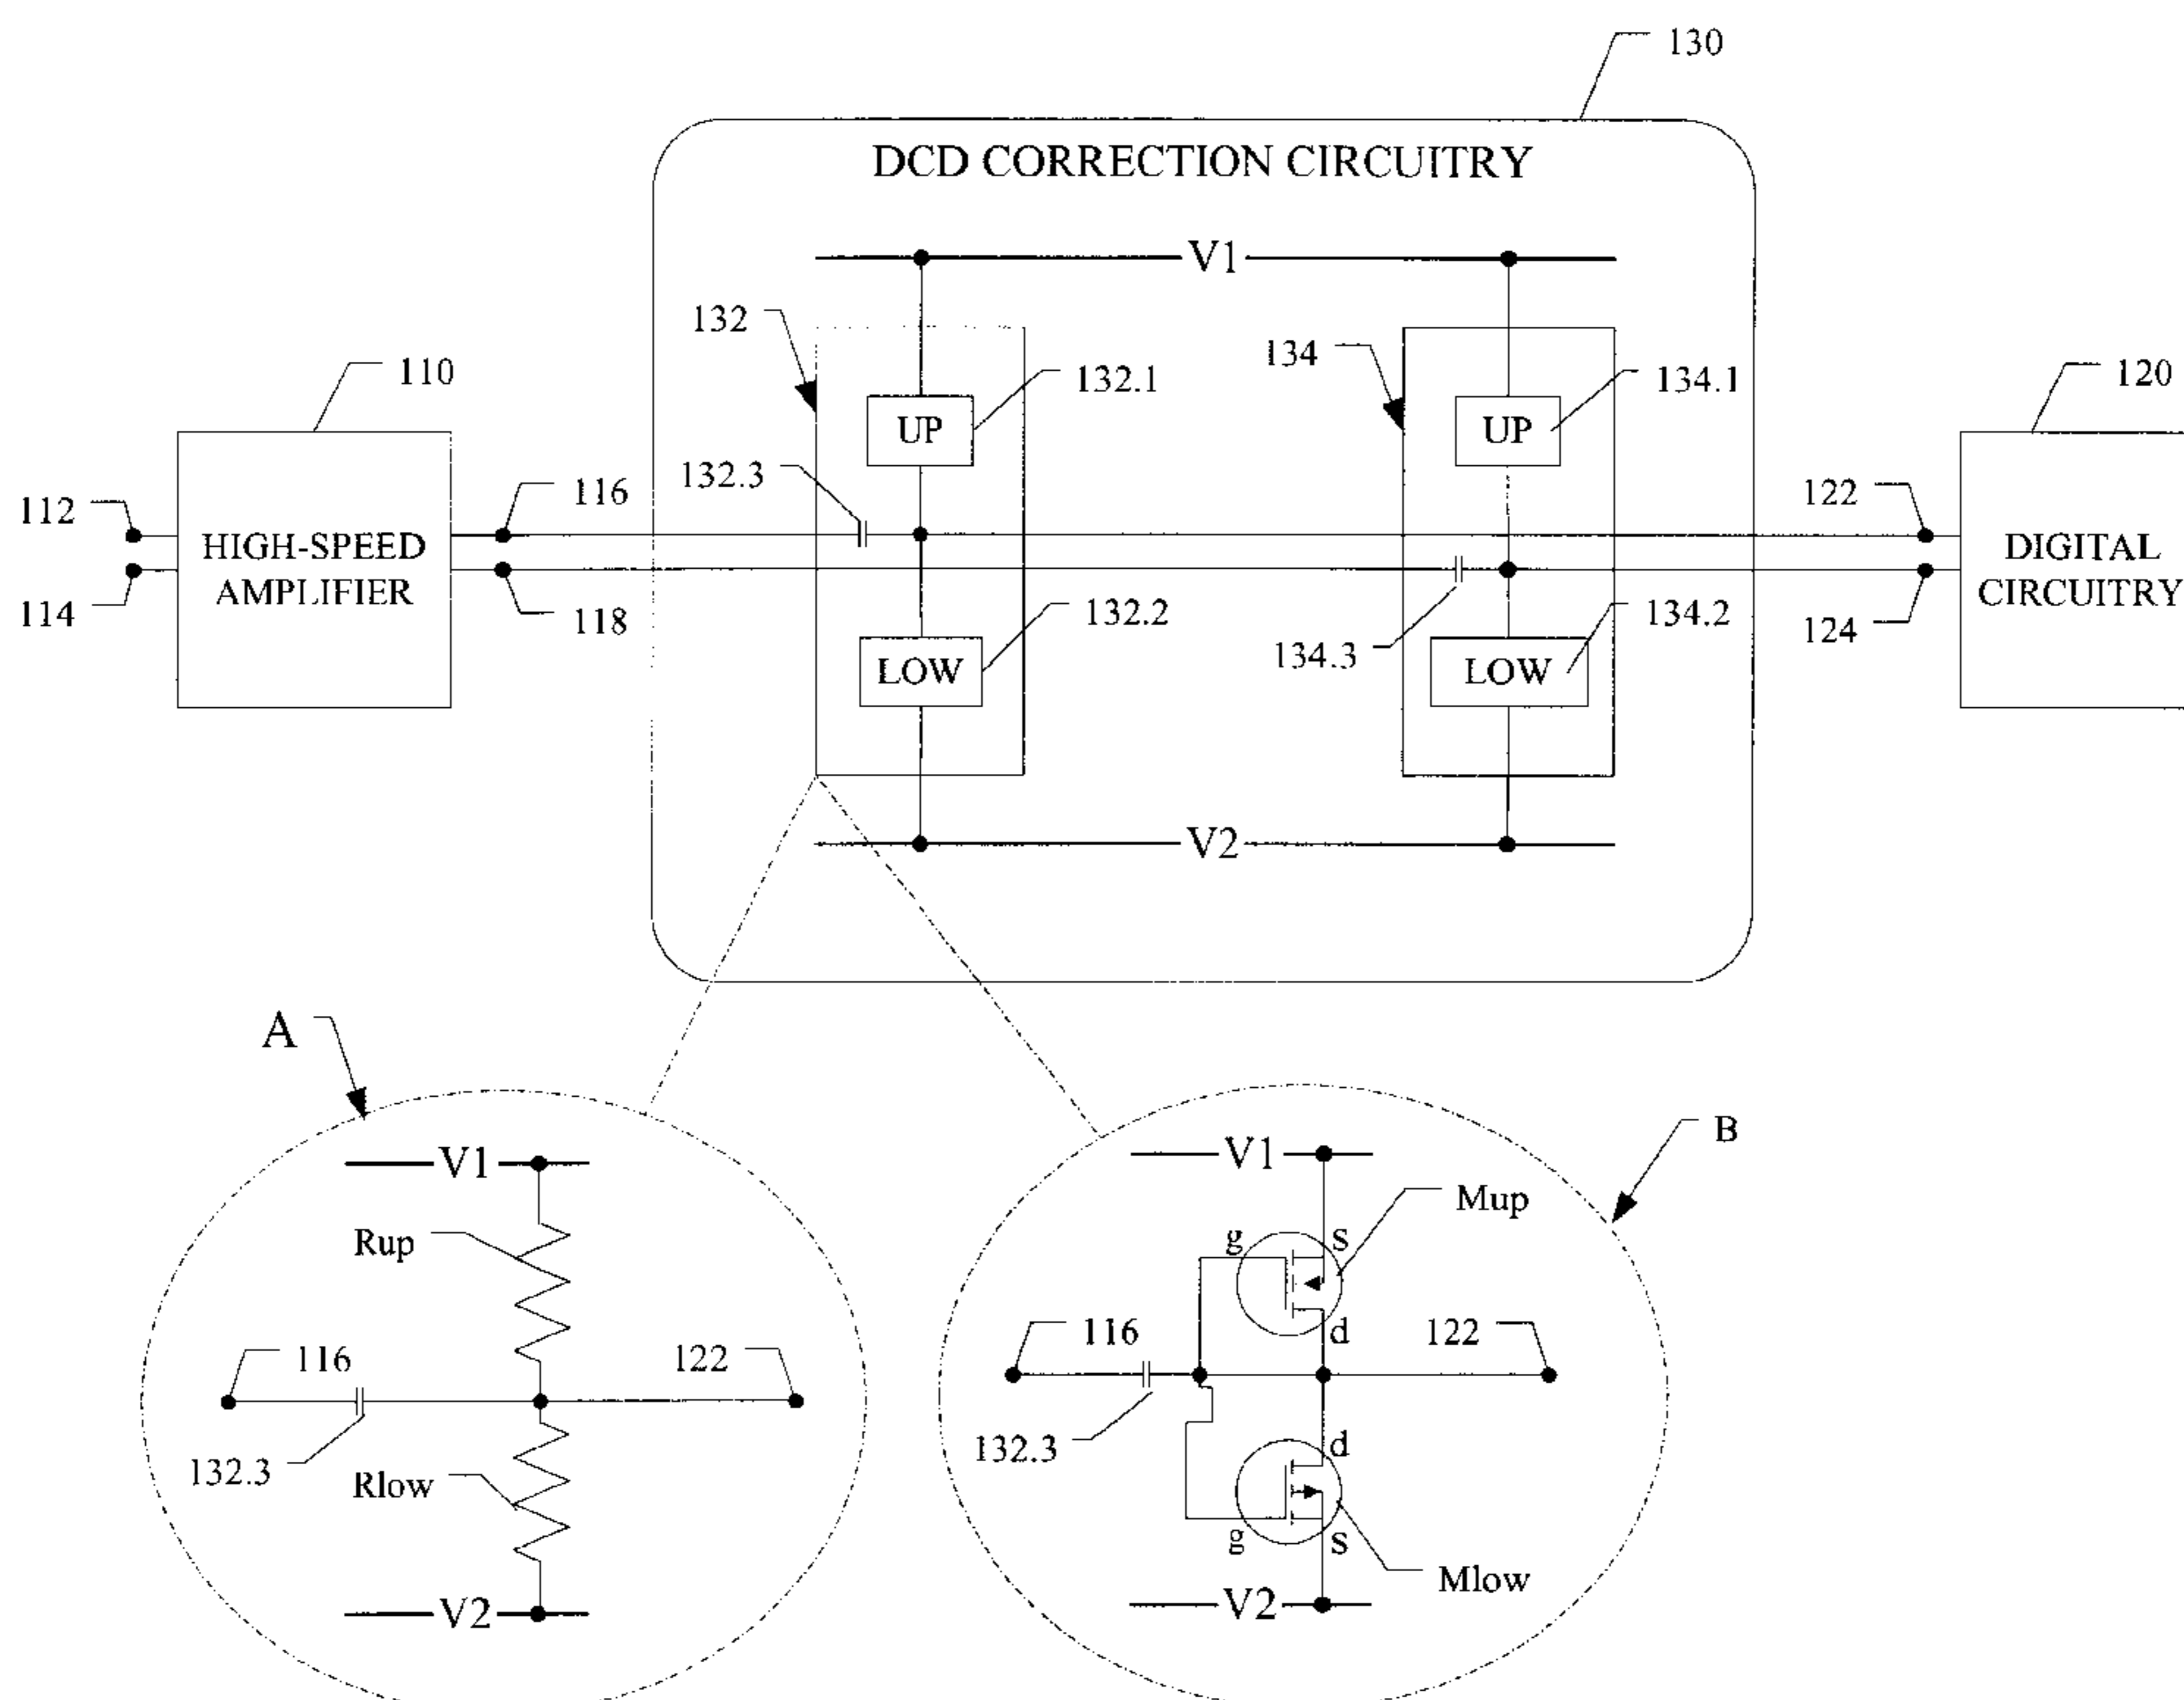 130
DCD CORRECTION CIRCUITRY
V1
132
134
110
132.1
134.1
120
UP
UP
132.3
112
116
122
HIGH-SPEED
AMPLIFIER
DIGITAL
CIRCUITRY
114
118
132.2
134.2
124
134.3
LOW
LOW
V2
A
B
V1
Rup
116
122
132.3
Rlow
V2
V1
Mup
g
s
d
116
122
132.3
d
g
s
Mlow
V2